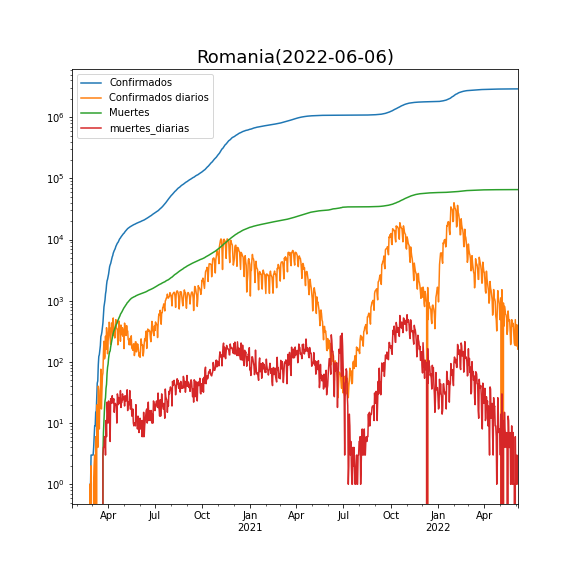 Romania(2022-06-06)
Confirmados
Confirmados diarios
Muertes
muertes_diarias
10⁶
10⁵
10⁴
10³
10²
10¹
10⁰
Apr Jul Oct Jan Apr Jul Oct Jan Apr
2021 2022